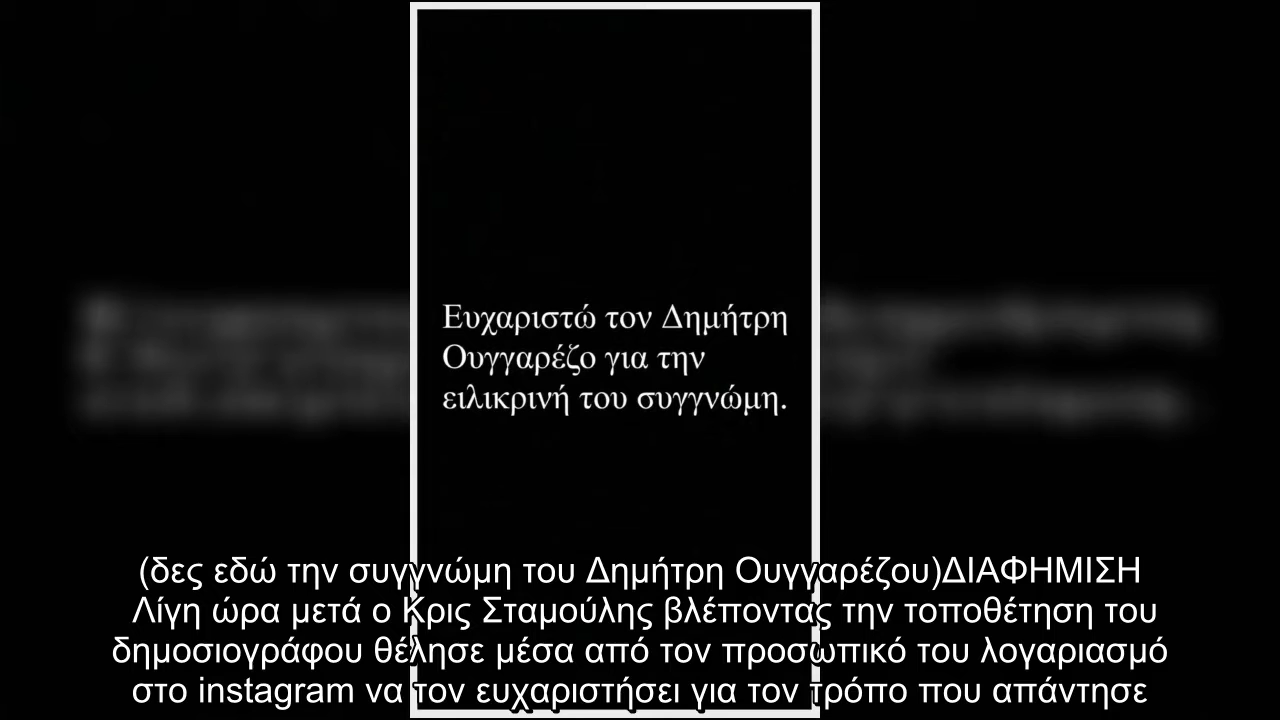 Ευχαριστώ τον Δημήτρη
Ουγγαρέζο για την
ειλικρινή του συγγνώμη.
(δες εδώ την συγγνώμη του Δημήτρη Ουγγαρέζου)ΔΙΑΦΗΜΙΣΗ
Λίγη ώρα μετά ο Κρις Σταμούλης βλέποντας την τοποθέτηση του
δημοσιογράφου θέλησε μέσα από τον προσωπικό του λογαριασμό
στο instagram να τον ευχαριστήσει για τον τρόπο που απάντησε